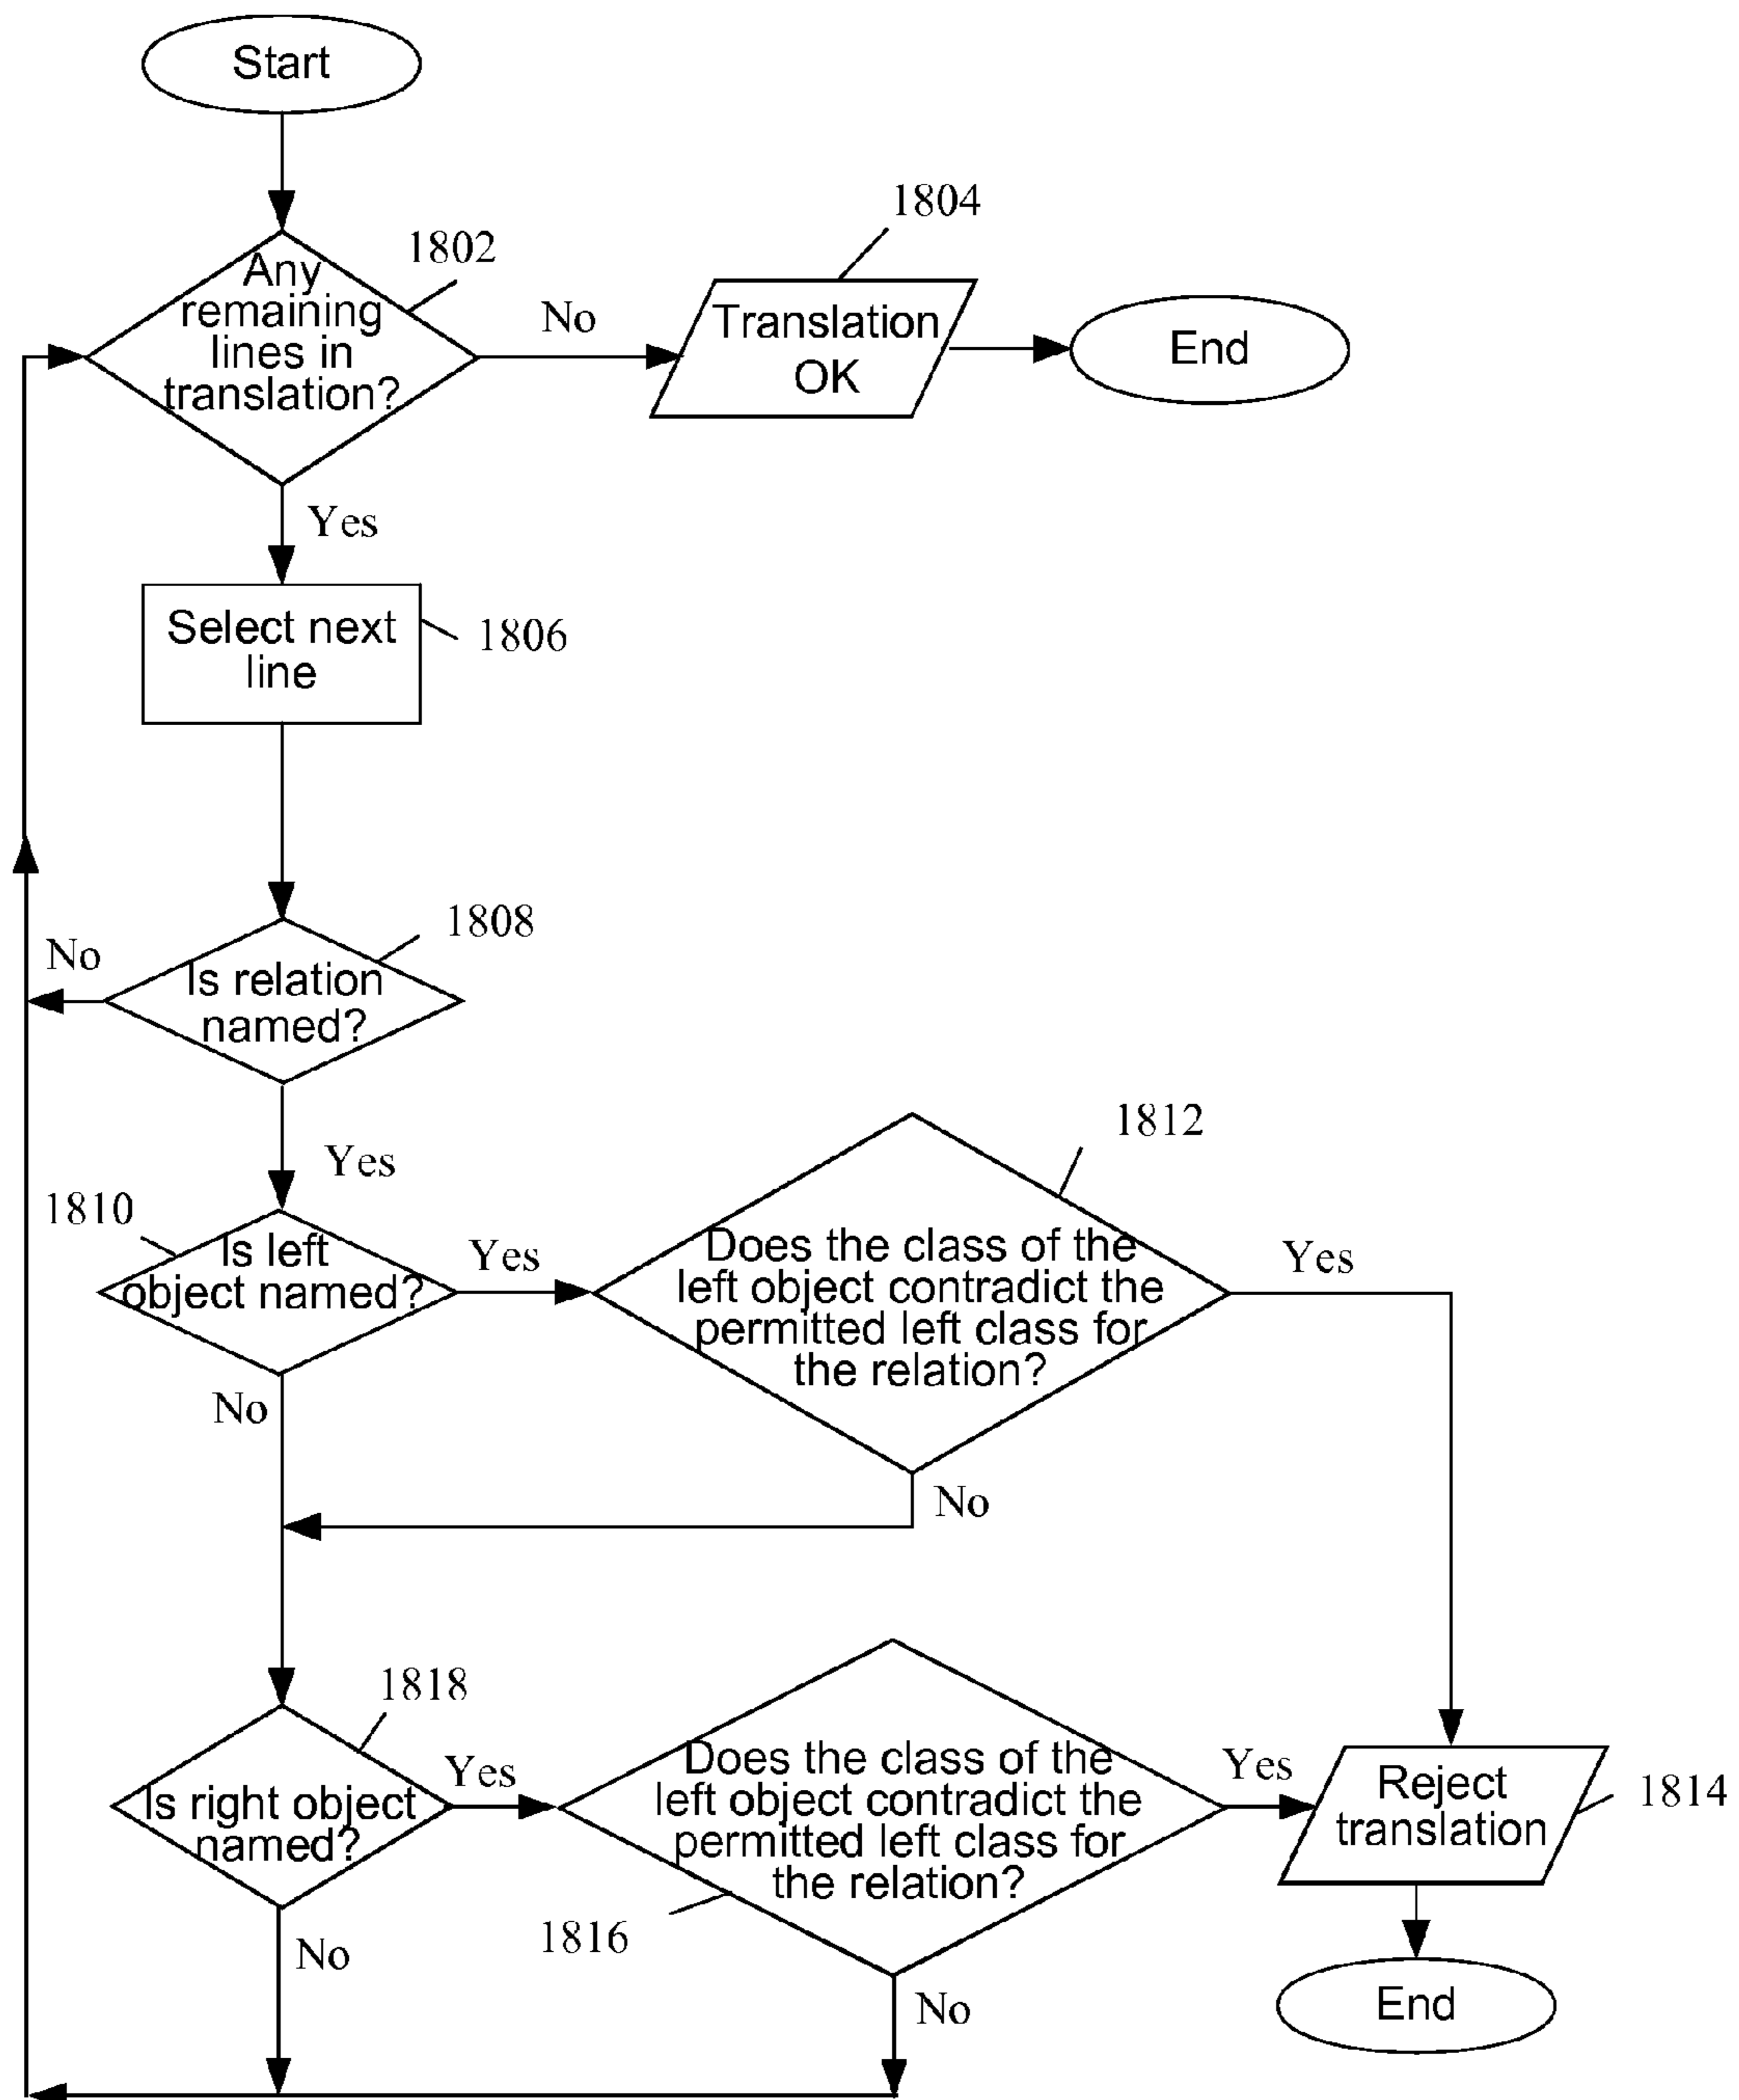 Start
1802
Any
remaining
lines in
translation?
No
1804
Translation
OK
End
Yes
Select next
line
1806
1808
Is relation
named?
No
Yes
1810
Is left
object named?
Yes
1812
Does the class of the
left object contradict the
permitted left class for
the relation?
Yes
No
No
1818
Is right object
named?
Yes
Does the class of the
left object contradict the
permitted left class for
the relation?
1816
Yes
Reject
translation
1814
No
No
End